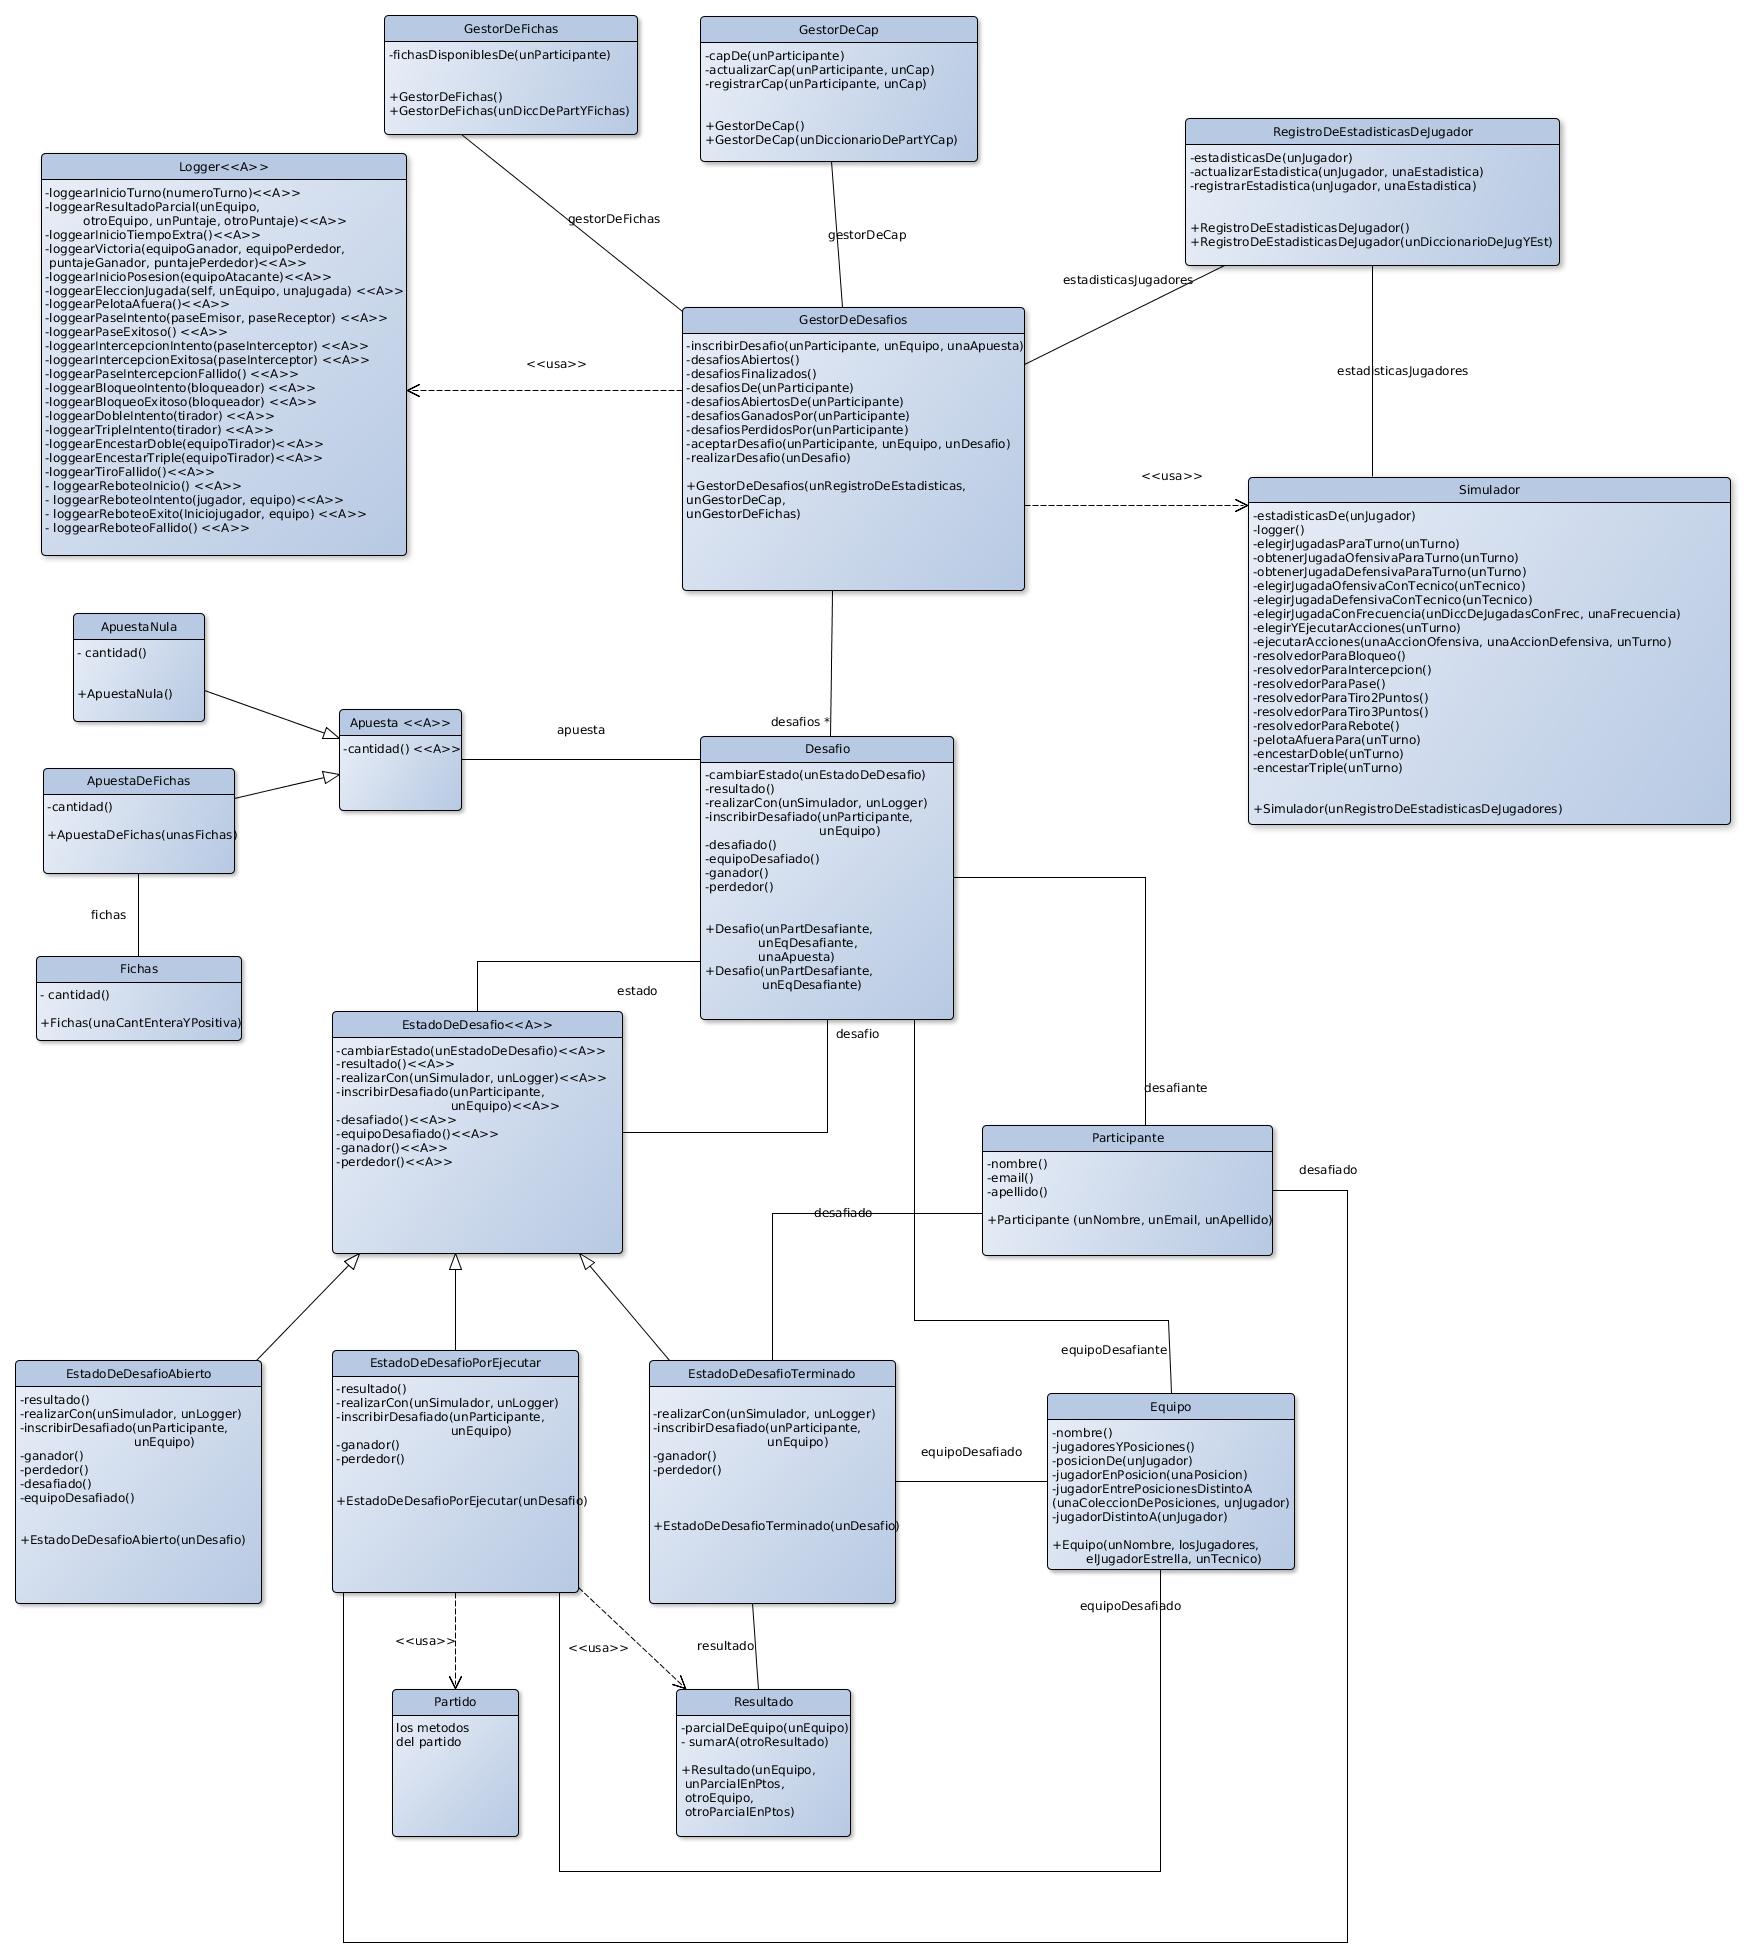 GestorDeFichas
-fichasDisponiblesDe(unParticipante)
+GestorDeFichas()
+GestorDeFichas(unDiccDePartYFichas)
GestorDeCap
-capDe(unParticipante)
-actualizarCap(unParticipante, unCap)
-registrarCap(unParticipante, unCap)
+GestorDeCap()
+GestorDeCap(unDiccionarioDePartYCap)
RegistroDeEstadisticasDeJugador
-estadisticasDe(unJugador)
-actualizarEstadistica(unJugador, unaEstadistica)
-registrarEstadistica(unJugador, unaEstadistica)
+RegistroDeEstadisticasDeJugador()
+RegistroDeEstadisticasDeJugador(unDiccionarioDeJugYEst)
Logger<<A>>
-loggearInicioTurno(numeroTurno)<<A>>
-loggearResultadoParcial(unEquipo,
otroEquipo, unPuntaje, otroPuntaje)<<A>>
-loggearInicioTiempoExtra()<<A>>
-loggearVictoria(equipoGanador, equipoPerdedor,
puntajeGanador, puntajePerdedor)<<A>>
-loggearInicioPosesion(equipoAtacante)<<A>>
-loggearEleccionJugada(self, unEquipo, unaJugada) <<A>>
-loggearPelotaAfuera()<<A>>
-loggearPaseIntento(paseEmisor, paseReceptor) <<A>>
-loggearPaseExitoso() <<A>>
-loggearIntercepcionIntento(paseInterceptor) <<A>>
-loggearIntercepcionExitosa(paseInterceptor) <<A>>
-loggearPaseIntercepcionFallido() <<A>>
-loggearBloqueoIntento(bloqueador) <<A>>
-loggearBloqueoExitoso(bloqueador) <<A>>
-loggearDobleIntento(tirador) <<A>>
-loggearTripleIntento(tirador) <<A>>
-loggearEncestarDoble(equipoTirador)<<A>>
-loggearEncestarTriple(equipoTirador)<<A>>
-loggearTiroFallido()<<A>>
- loggearReboteoInicio() <<A>>
- loggearReboteoIntento(jugador, equipo)<<A>>
- loggearReboteoExito(Iniciojugador, equipo) <<A>>
- loggearReboteoFallido() <<A>>
gestorDeFichas
gestorDeCap
estadisticasJugadores
estadisticasJugadores
<<usa>>
<<usa>>
GestorDeDesafios
-inscribirDesafio(unParticipante, unEquipo, unaApuesta)
-desafiosAbiertos()
-desafiosFinalizados()
-desafiosDe(unParticipante)
-desafiosAbiertosDe(unParticipante)
-desafiosGanadosPor(unParticipante)
-desafiosPerdidosPor(unParticipante)
-aceptarDesafio(unParticipante, unEquipo, unDesafio)
-realizarDesafio(unDesafio)
+GestorDeDesafios(unRegistroDeEstadisticas,
unGestorDeCap,
unGestorDeFichas)
Simulador
-estadisticasDe(unJugador)
-logger()
-elegirJugadasParaTurno(unTurno)
-obtenerJugadaOfensivaParaTurno(unTurno)
-obtenerJugadaDefensivaParaTurno(unTurno)
-elegirJugadaOfensivaConTecnico(unTecnico)
-elegirJugadaDefensivaConTecnico(unTecnico)
-elegirJugadaConFrecuencia(unDiccDeJugadasConFrec, unaFrecuencia)
-elegirYEjecutarAcciones(unTurno)
-ejecutarAcciones(unaAccionOfensiva, unaAccionDefensiva, unTurno)
-resolvedorParaBloqueo()
-resolvedorParaIntercepcion()
-resolvedorParaPase()
-resolvedorParaTiro2Puntos()
-resolvedorParaTiro3Puntos()
-resolvedorParaRebote()
-pelotaAfueraPara(unTurno)
-encestarDoble(unTurno)
-encestarTriple(unTurno)
+Simulador(unRegistroDeEstadisticasDeJugadores)
ApuestaNula
- cantidad()
+ApuestaNula()
Apuesta <<A>>
-cantidad() <<A>>
apuesta
desafios *
ApuestaDeFichas
-cantidad()
+ApuestaDeFichas(unasFichas)
fichas
Fichas
- cantidad()
+Fichas(unaCantEnteraYPositiva)
Desafio
-cambiarEstado(unEstadoDeDesafio)
-resultado()
-realizarCon(unSimulador, unLogger)
-inscribirDesafiado(unParticipante,
unEquipo)
-desafiado()
-equipoDesafiado()
-ganador()
-perdedor()
+Desafio(unPartDesafiante,
unEqDesafiante,
unaApuesta)
+Desafio(unPartDesafiante,
unEqDesafiante)
estado
desafio
desafiante
EstadoDeDesafio<<A>>
-cambiarEstado(unEstadoDeDesafio)<<A>>
-resultado()<<A>>
-realizarCon(unSimulador, unLogger)<<A>>
-inscribirDesafiado(unParticipante,
unEquipo)<<A>>
-desafiado()<<A>>
-equipoDesafiado()<<A>>
-ganador()<<A>>
-perdedor()<<A>>
Participante
-nombre()
-email()
-apellido()
+Participante (unNombre, unEmail, unApellido)
desafiado
desafiado
EstadoDeDesafioAbierto
-resultado()
-realizarCon(unSimulador, unLogger)
-inscribirDesafiado(unParticipante,
unEquipo)
-ganador()
-perdedor()
-desafiado()
-equipoDesafiado()
+EstadoDeDesafioAbierto(unDesafio)
EstadoDeDesafioPorEjecutar
-resultado()
-realizarCon(unSimulador, unLogger)
-inscribirDesafiado(unParticipante,
unEquipo)
-ganador()
-perdedor()
+EstadoDeDesafioPorEjecutar(unDesafio)
EstadoDeDesafioTerminado
-realizarCon(unSimulador, unLogger)
-inscribirDesafiado(unParticipante,
unEquipo)
-ganador()
-perdedor()
+EstadoDeDesafioTerminado(unDesafio)
equipoDesafiante
equipoDesafiado
Equipo
-nombre()
-jugadoresYPosiciones()
-posicionDe(unJugador)
-jugadorEnPosicion(unaPosicion)
-jugadorEntrePosicionesDistintoA
(unaColeccionDePosiciones, unJugador)
-jugadorDistintoA(unJugador)
+Equipo(unNombre, losJugadores,
elJugadorEstrella, unTecnico)
equipoDesafiado
<<usa>>
<<usa>>
resultado
Partido
los metodos
del partido
Resultado
-parcialDeEquipo(unEquipo)
- sumarA(otroResultado)
+Resultado(unEquipo,
unParcialEnPtos,
otroEquipo,
otroParcialEnPtos)